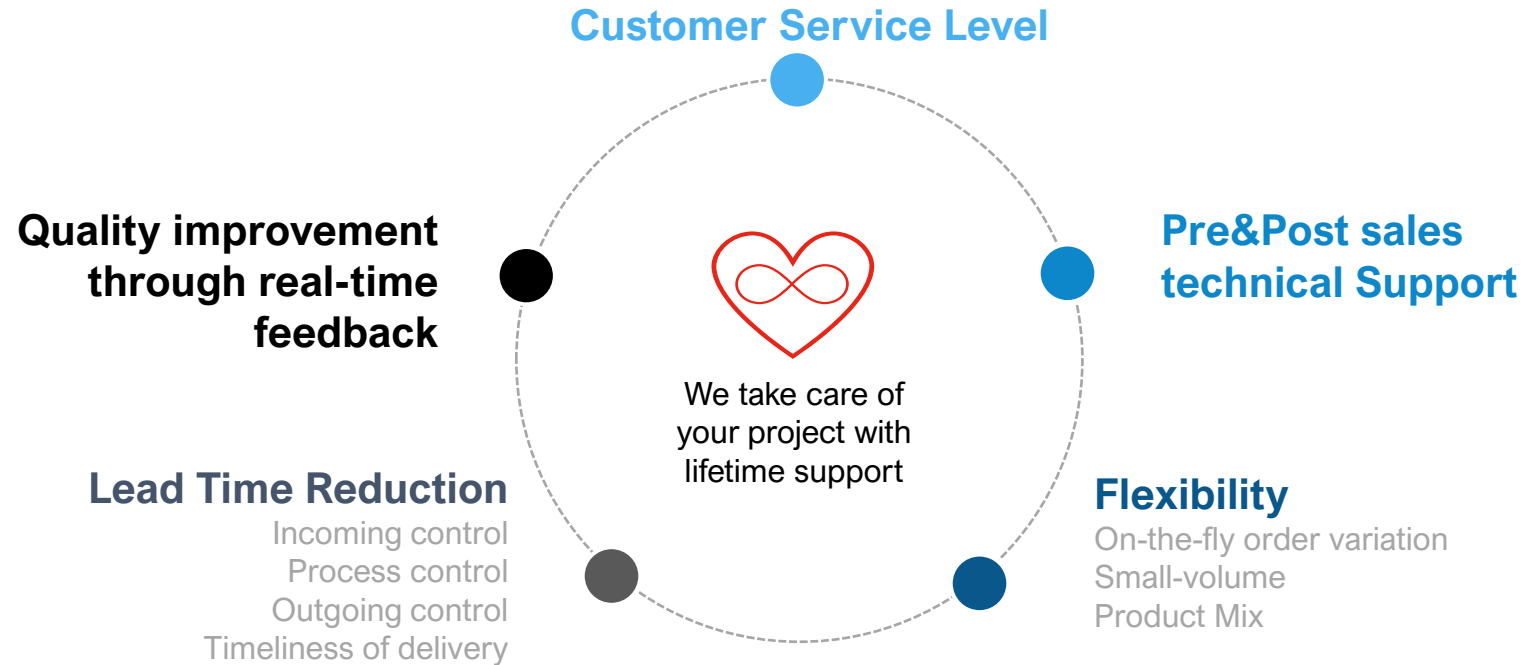 Customer Service Level
Quality improvement
through real-time
feedback
Pre&Post sales
technical Support
We take care of
your project with
lifetime support
Lead Time Reduction
Incoming control
Process control
Outgoing control
Timeliness of delivery
Flexibility
On-the-fly order variation
Small-volume
Product Mix